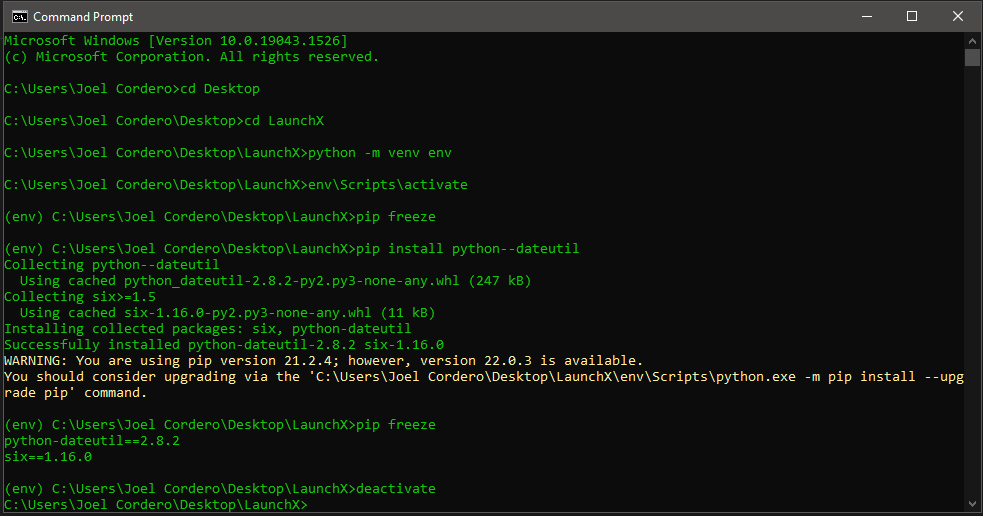 Command Prompt
Microsoft Windows [Version 10.0.19043.1526]
(c) Microsoft Corporation. All rights reserved.
C:\Users\Joel Cordero>cd Desktop
C:\Users\Joel Cordero\Desktop>cd LaunchX
C:\Users\Joel Cordero\Desktop\LaunchX>python -m venv env
C:\Users\Joel Cordero\Desktop\LaunchX>env\Scripts\activate
(env) C:\Users\Joel Cordero\Desktop\LaunchX>pip freeze
(env) C:\Users\Joel Cordero\Desktop\LaunchX>pip install python--dateutil
Collecting python--dateutil
  Using cached python_dateutil-2.8.2-py2.py3-none-any.whl (247 kB)
Collecting six>=1.5
  Using cached six-1.16.0-py2.py3-none-any.whl (11 kB)
Installing collected packages: six, python-dateutil
Successfully installed python-dateutil-2.8.2 six-1.16.0
WARNING: You are using pip version 21.2.4; however, version 22.0.3 is available.
You should consider upgrading via the 'C:\Users\Joel Cordero\Desktop\LaunchX\env\Scripts\python.exe -m pip install --upg
rade pip' command.
(env) C:\Users\Joel Cordero\Desktop\LaunchX>pip freeze
python-dateutil==2.8.2
six==1.16.0
(env) C:\Users\Joel Cordero\Desktop\LaunchX>deactivate
C:\Users\Joel Cordero\Desktop\LaunchX>